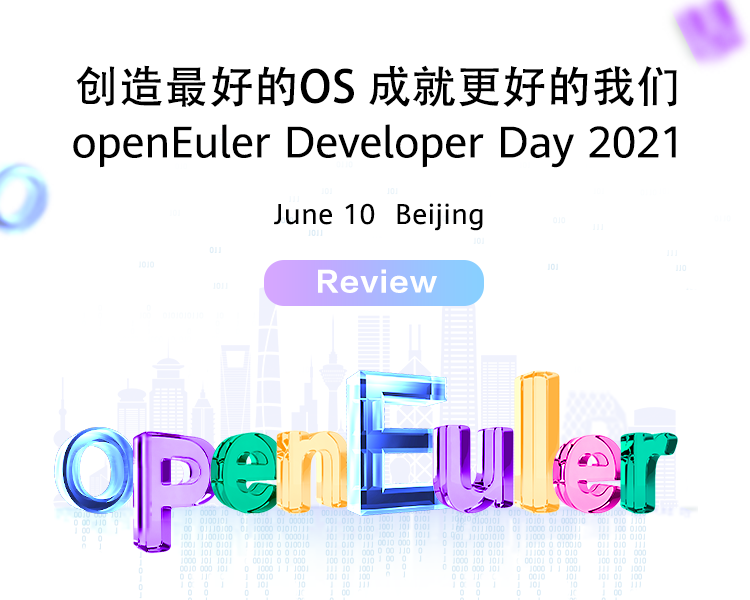 创造最好的OS 成就更好的我们
openEuler Developer Day 2021
June 10 Beijing
Review
openEuler